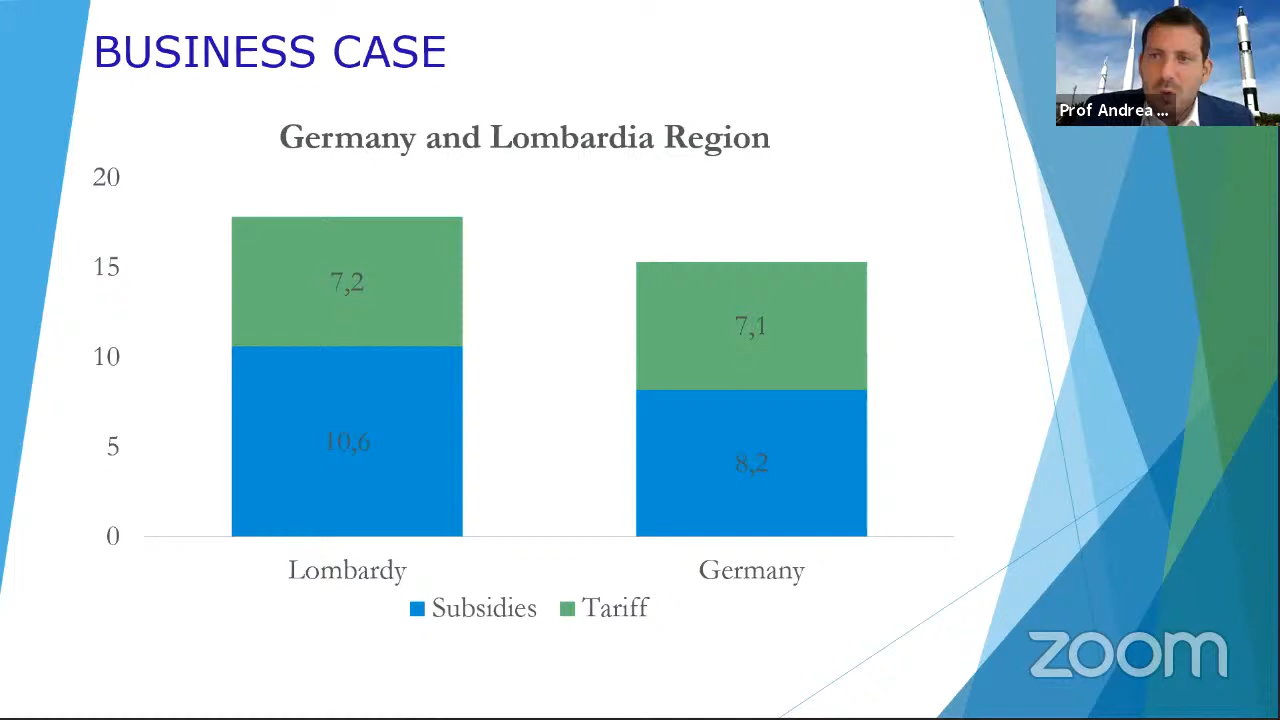 BUSINESS CASE
Prof Andrea ...
Germany and Lombardia Region
20
15
10
5
0
7,2
10,6
7,1
8,2
Lombardy
Germany
Subsidies
Tariff
zoom